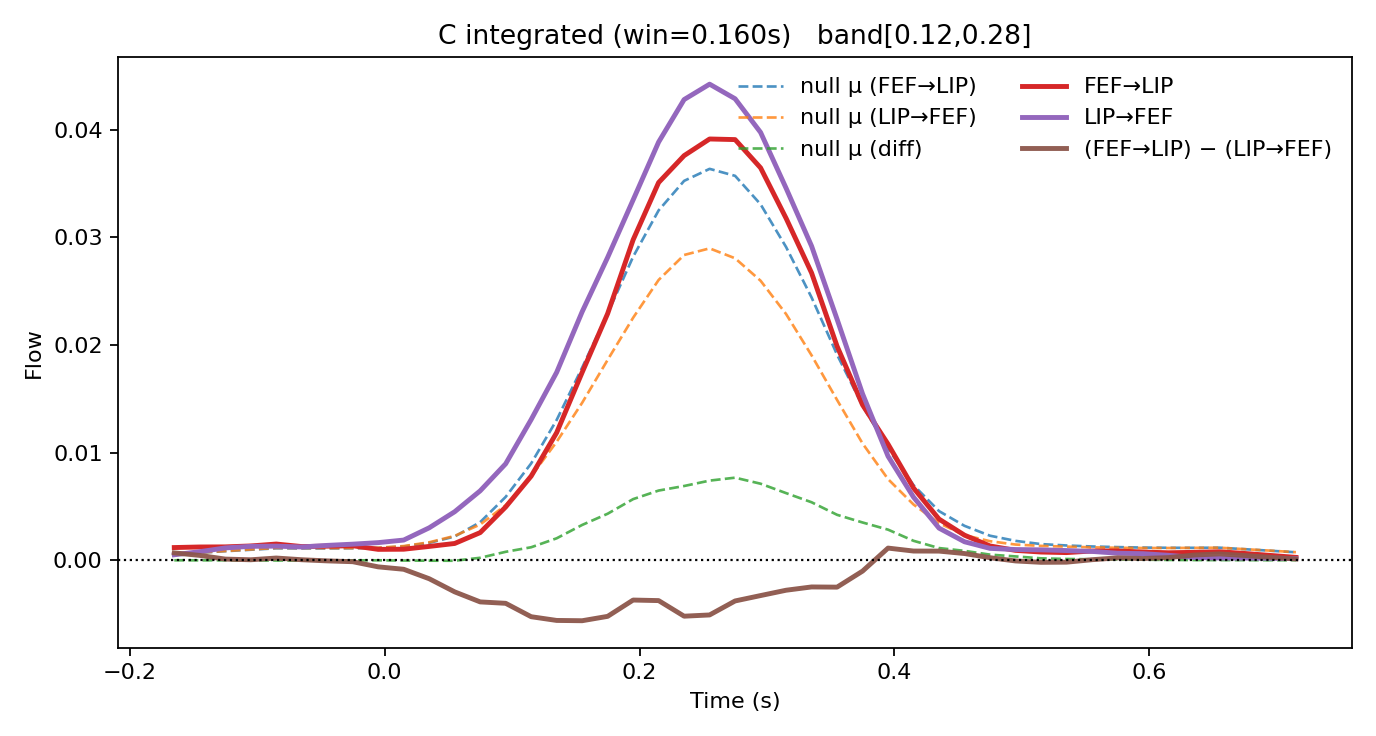 C integrated (win=0.160s)   band[0.12,0.28]
null μ (FEF→LIP)
null μ (LIP→FEF)
null μ (diff)
FEF→LIP
LIP→FEF
(FEF→LIP) − (LIP→FEF)
Flow
0.04
0.03
0.02
0.01
0.00
−0.2
0.0
0.2
0.4
0.6
Time (s)